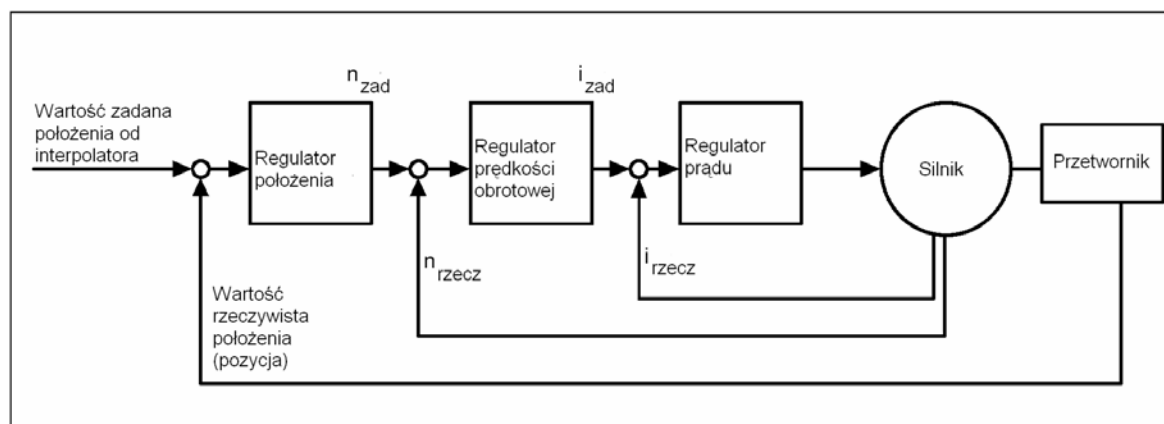 n zad
i zad
Wartość zadana
położenia od
interpolatora
Regulator
położenia
Regulator
prędkości
obrotowej
Regulator
prądu
Silnik
Przetwornik
n rzecz
i rzecz
Wartość
rzeczywista
położenia
(pozycja)